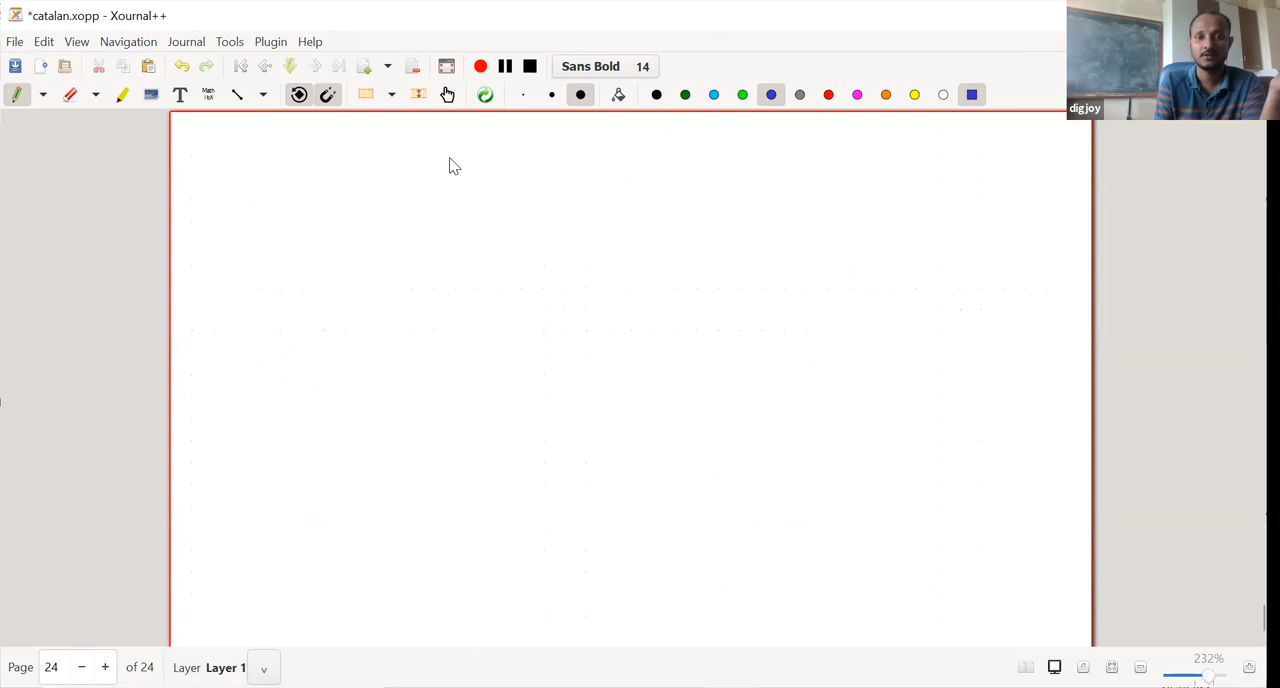 *catalan.xopp - Xournal++
File Edit View Navigation Journal Tools Plugin Help
Sans Bold 14
digjoy
Page 24 of 24 Layer Layer 1
232%